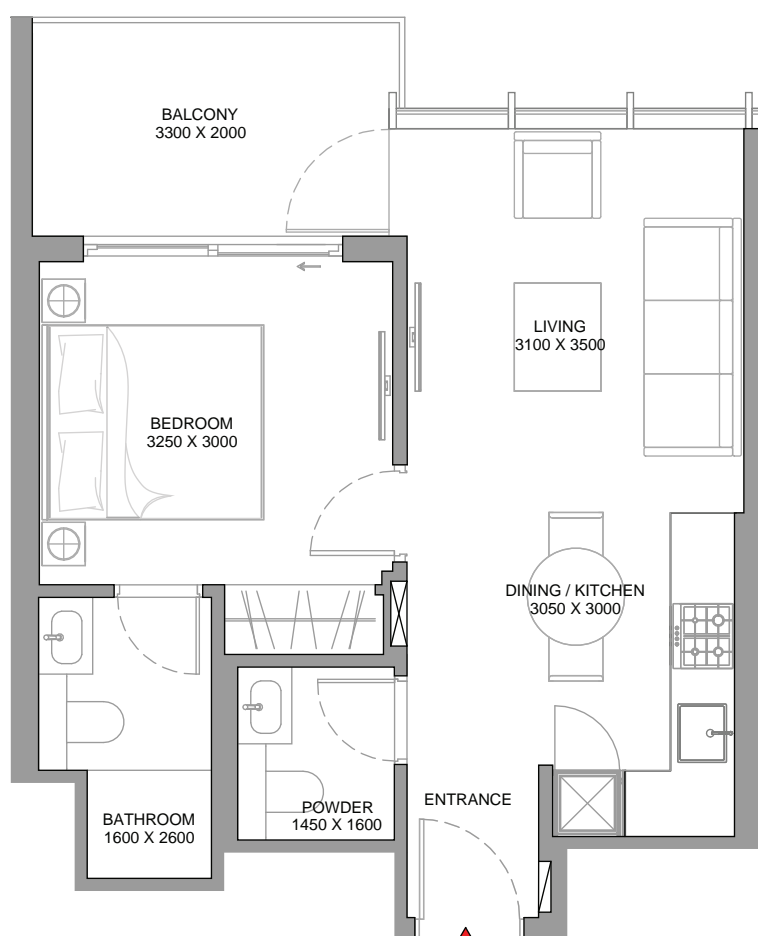 BALCONY
3300 X 2000
LIVING
3100 X 3500
BEDROOM
3250 X 3000
DINING / KITCHEN
3050 X 3000
ENTRANCE
POWDER
1450 X 1600
BATHROOM
1600 X 2600